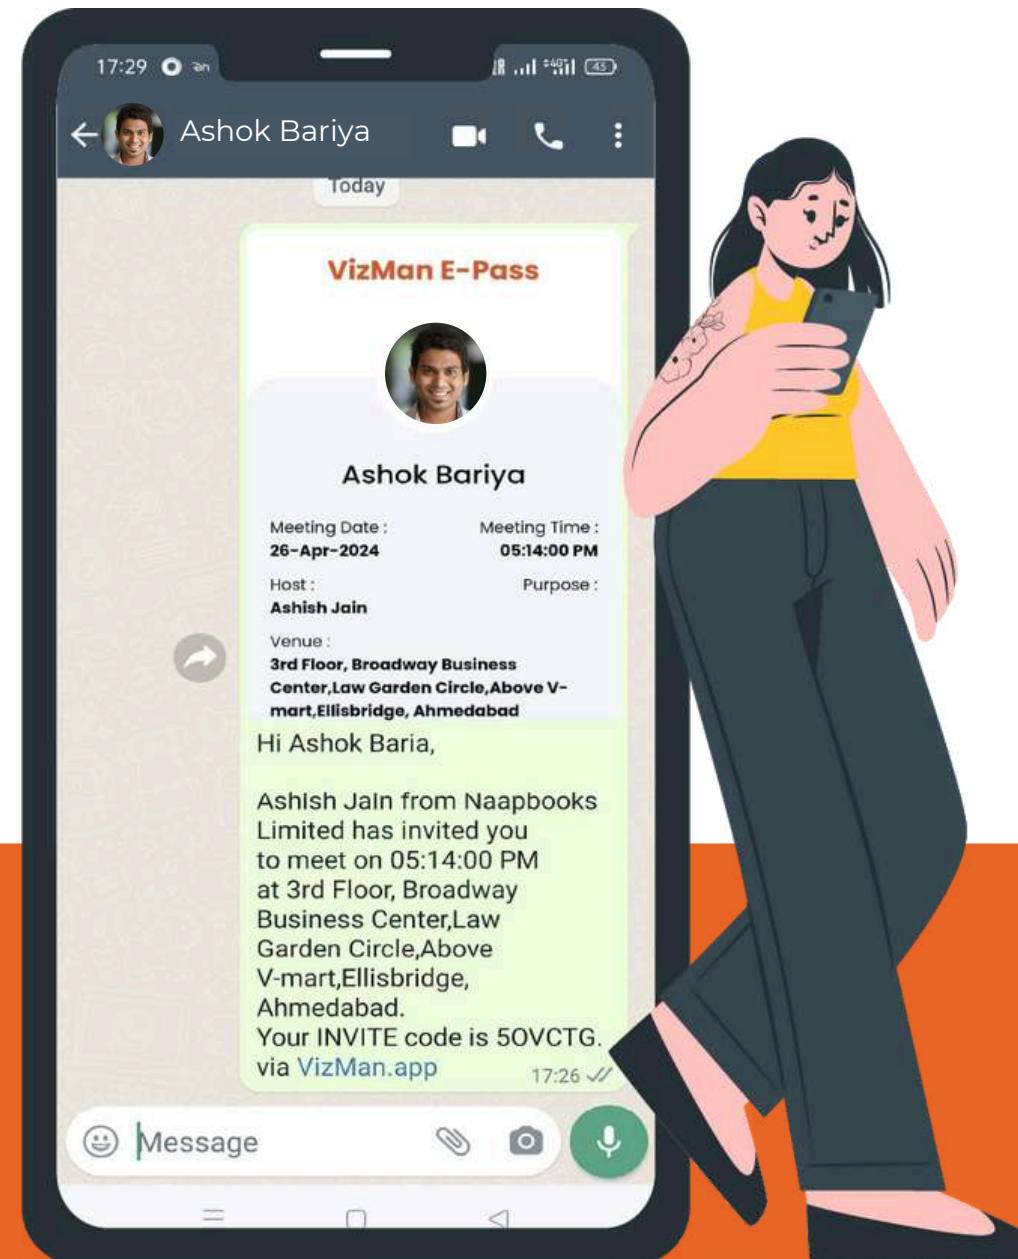 17:29
Ashok Bariya
Today
VizMan E-Pass
Ashok Bariya
Meeting Date :
Meeting Time :
26-Apr-2024
05:14:00 PM
Host :
Purpose :
Ashish Jain
Venue :
3rd Floor, Broadway Business
Center,Law Garden Circle,Above V-
mart,Ellisbridge, Ahmedabad
Hi Ashok Baria,
Ashish Jain from Naapbooks
Limited has invited you
to meet on 05:14:00 PM
at 3rd Floor, Broadway
Business Center,Law
Garden Circle,Above
V-mart,Ellisbridge,
Ahmedabad.
Your INVITE code is 5OVCTG.
via VizMan.app
17:26
Message